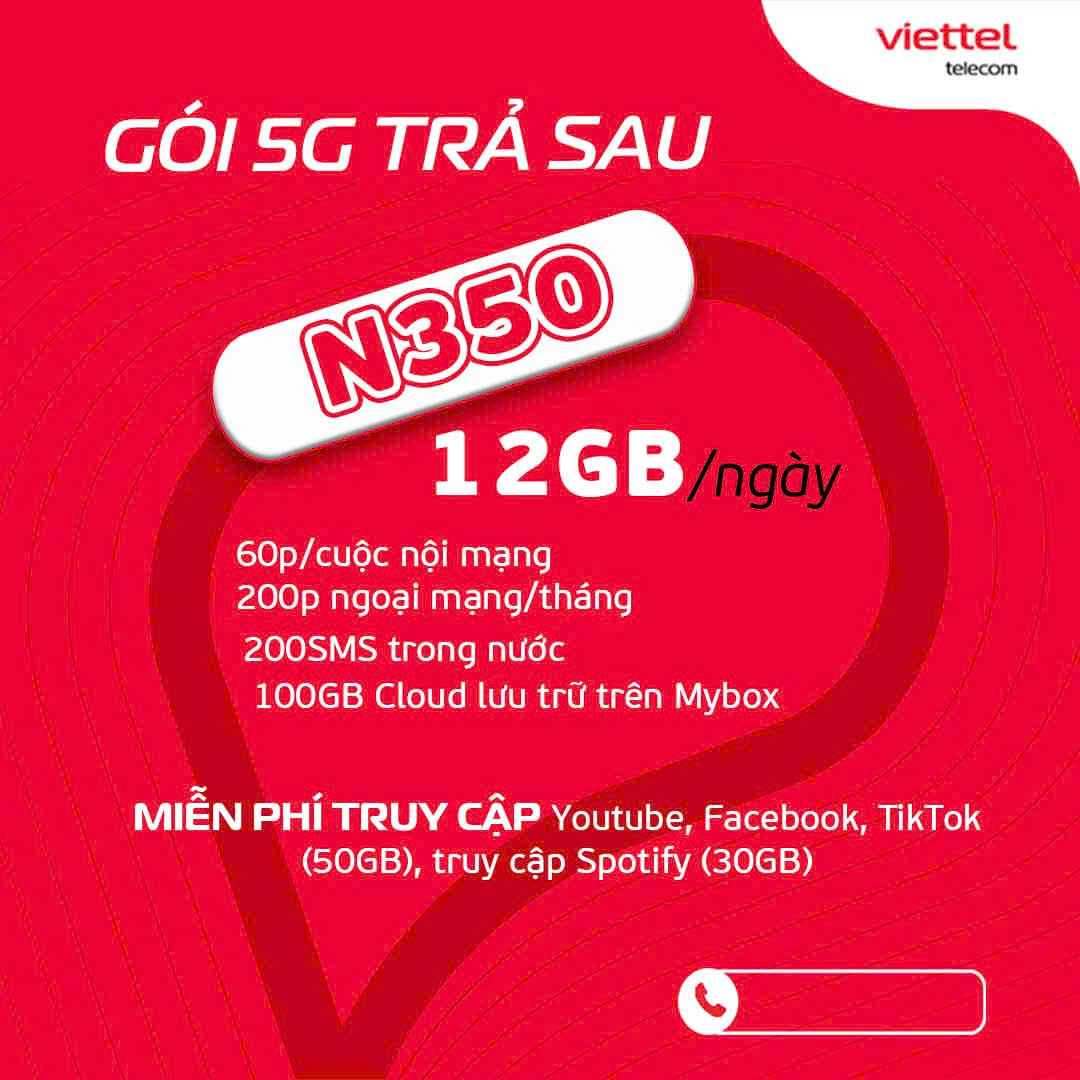 viettel
telecom
GÓI 5G TRẢ SAU
N350
12GB/ngày
60p/cuộc nội mạng
200p ngoại mạng/tháng
200SMS trong nước
100GB Cloud lưu trữ trên Mybox
MIỄN PHÍ TRUY CẬP Youtube, Facebook, TikTok
(50GB), truy cập Spotify (30GB)